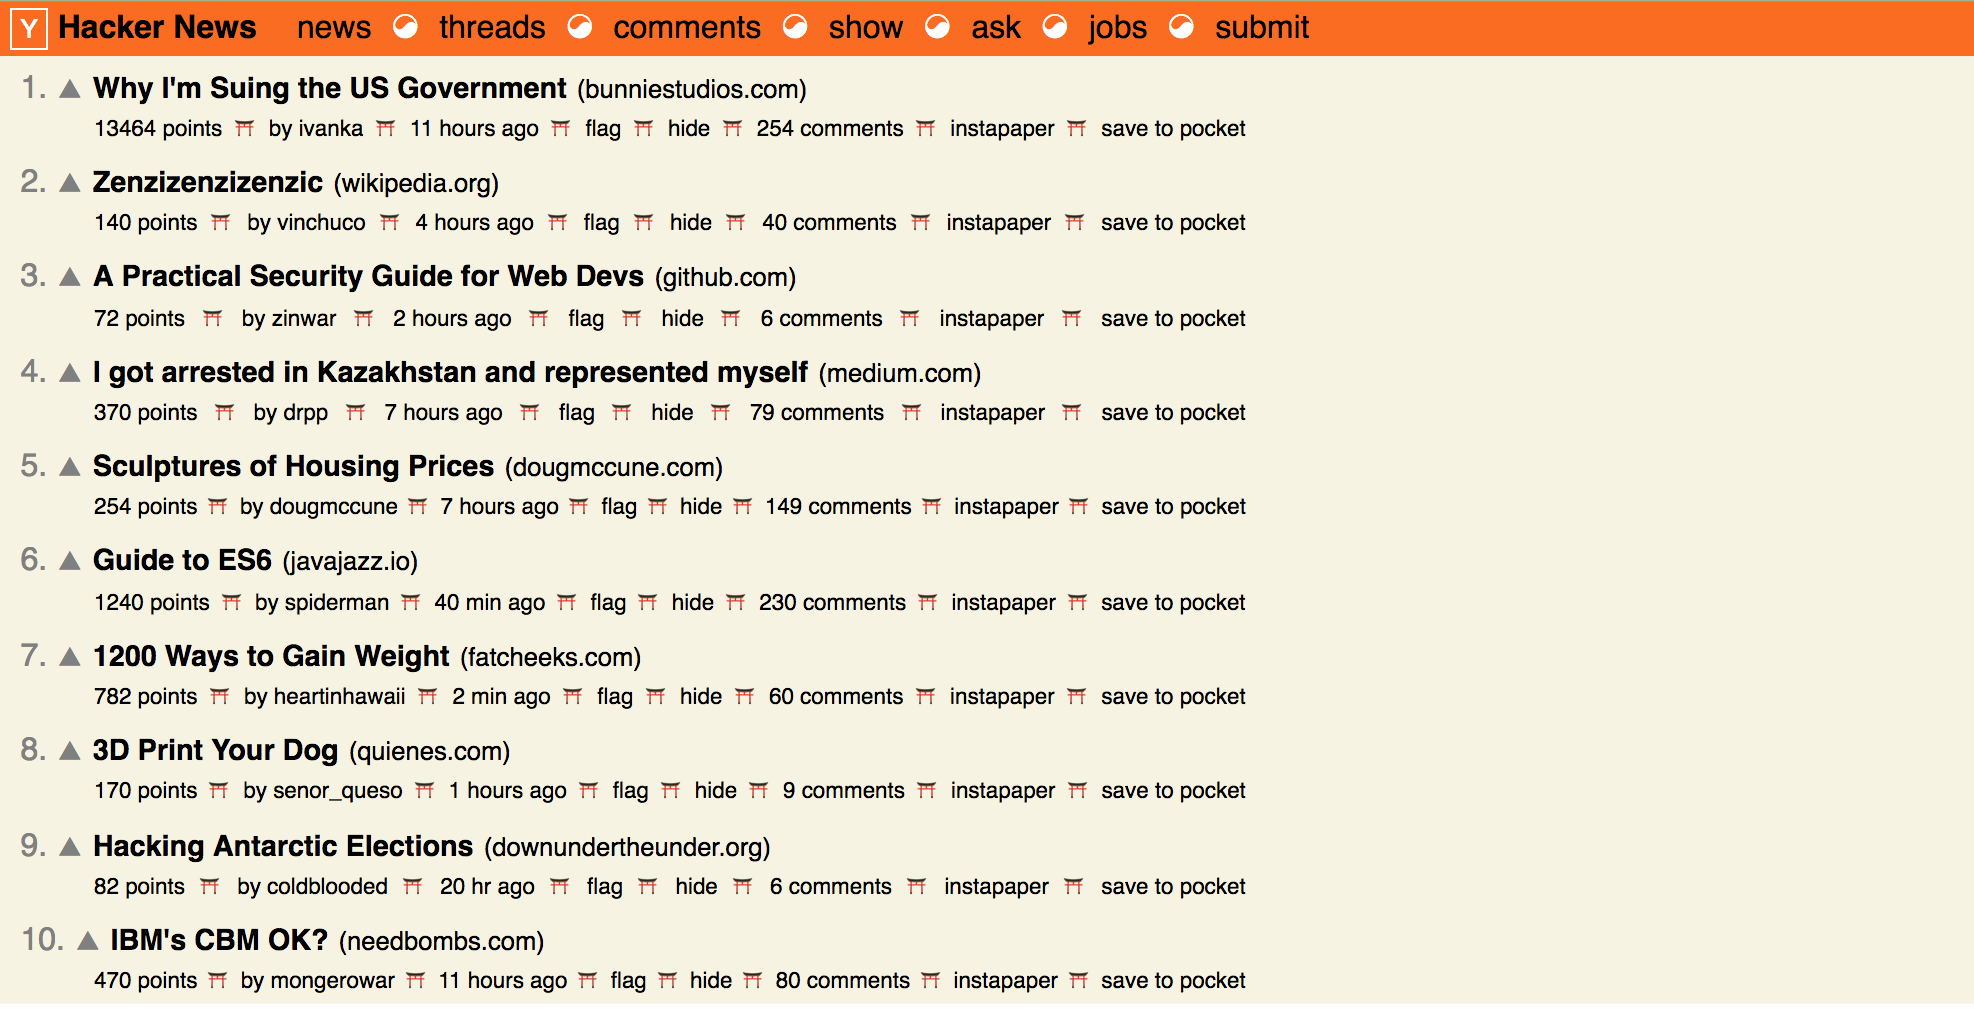 Y Hacker News news threads comments show ask jobs submit
1. Why I'm Suing the US Government (bunniestudios.com)
13464 points by ivanka 11 hours ago flag hide 254 comments instapaper save to pocket
2. Zenzizenzizenzic (wikipedia.org)
140 points by vinchuco 4 hours ago flag hide 40 comments instapaper save to pocket
3. A Practical Security Guide for Web Devs (github.com)
72 points by zinwar 2 hours ago flag hide 6 comments instapaper save to pocket
4. I got arrested in Kazakhstan and represented myself (medium.com)
370 points by drpp 7 hours ago flag hide 79 comments instapaper save to pocket
5. Sculptures of Housing Prices (dougmccune.com)
254 points by dougmccune 7 hours ago flag hide 149 comments instapaper save to pocket
6. Guide to ES6 (javajazz.io)
1240 points by spiderman 40 min ago flag hide 230 comments instapaper save to pocket
7. 1200 Ways to Gain Weight (fatcheeks.com)
782 points by heartinhawaii 2 min ago flag hide 60 comments instapaper save to pocket
8. 3D Print Your Dog (quienes.com)
170 points by senor_queso 1 hours ago flag hide 9 comments instapaper save to pocket
9. Hacking Antarctic Elections (downundertheunder.org)
82 points by coldblooded 20 hr ago flag hide 6 comments instapaper save to pocket
10. IBM's CBM OK? (needbombs.com)
470 points by mongerowar 11 hours ago flag hide 80 comments instapaper save to pocket